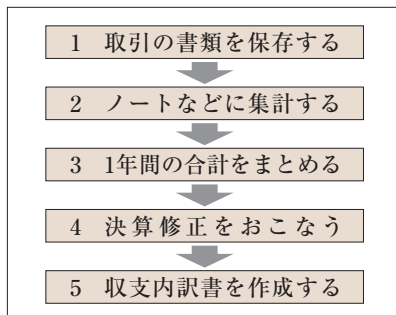 1 取引の書類を保存する
2 ノートなどに集計する
3 1年間の合計をまとめる
4 決算修正をおこなう
5 収支内訳書を作成する